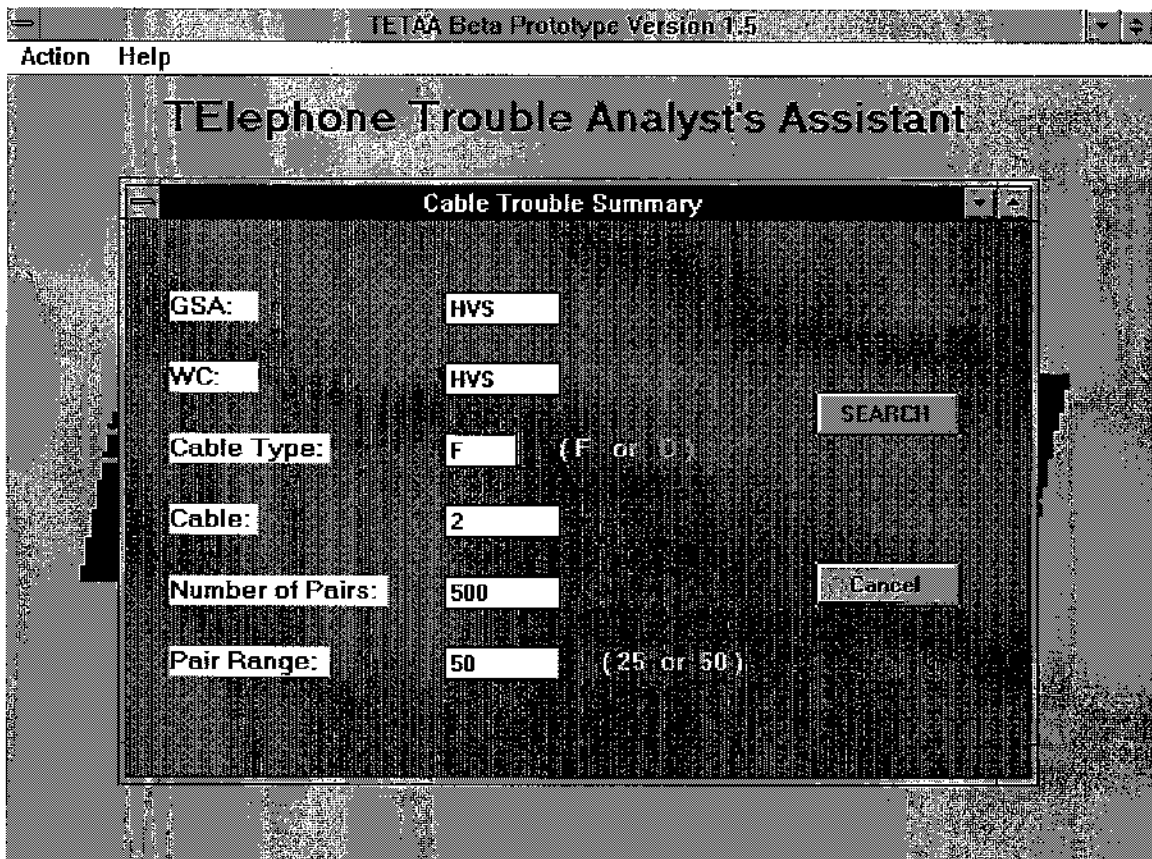 TETAA Beta Prototype Version 1.5
Action Help
TElephone Trouble Analyst's Assistant
Cable Trouble Summary
GSA: HVS
WC: HVS
SEARCH
Cable Type: F (F or D)
Cable: 2
Number of Pairs: 500
Cancel
Pair Range: 50 (25 or 50)